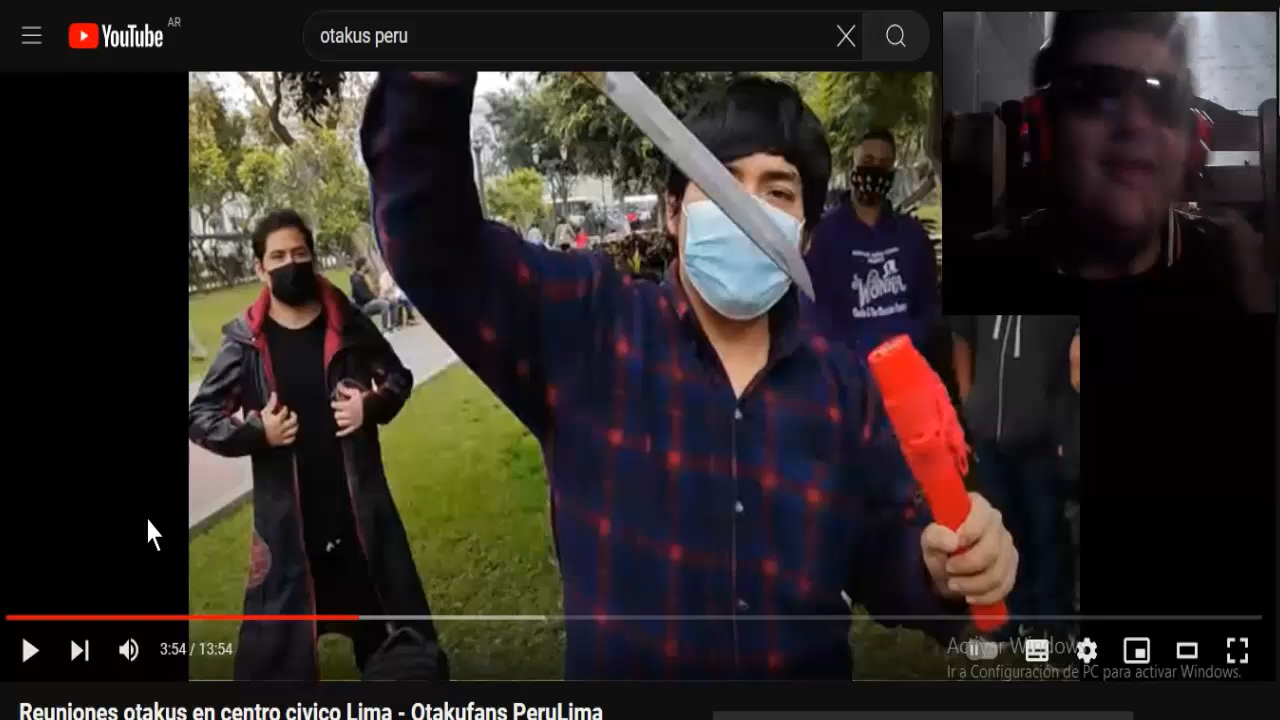 YouTube AR
otakus peru
WONDER
3:54 / 13:54
Activar Windows
Ir a Configuración de PC para activar Windows.
Reuniones otakus en centro civico Lima - Otakufans PeruLima